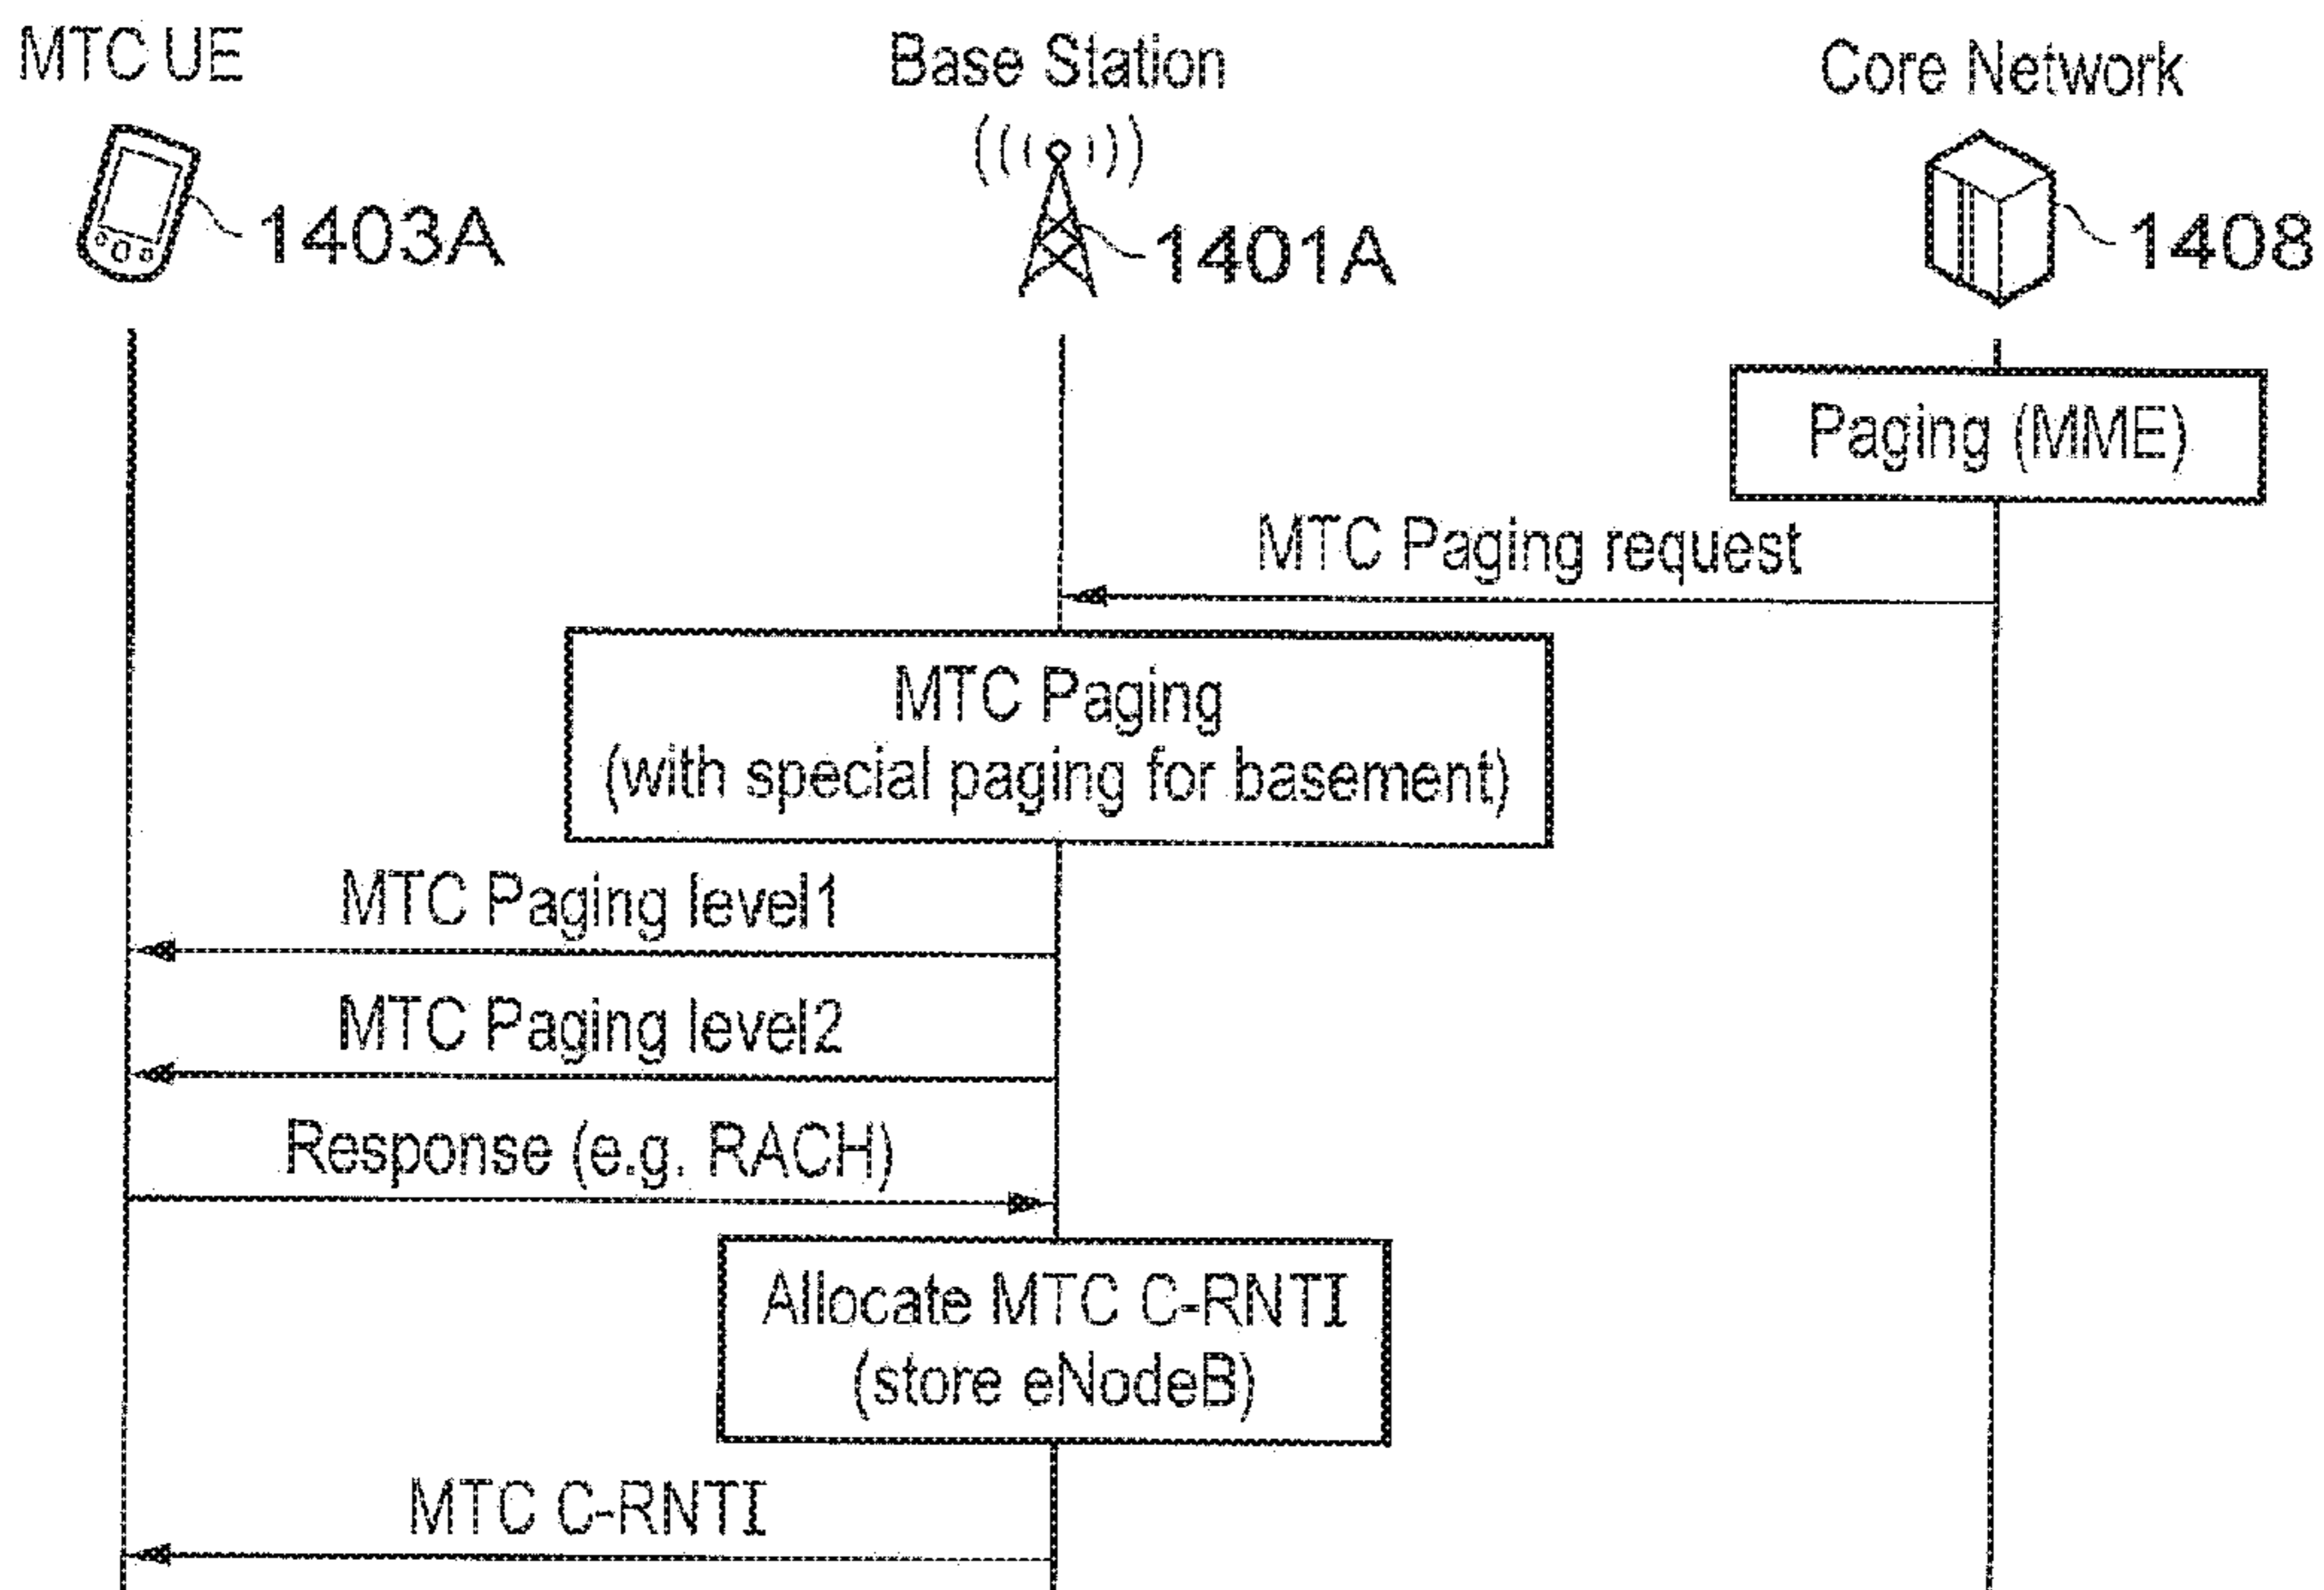 MTC UE
Base Station
Core Network
1403A
1401A
1408
Paging (MME)
MTC Paging request
MTC Paging
(with special paging for basement)
MTC Paging level1
MTC Paging level2
Response (e.g. RACH)
Allocate MTC C-RNTI
(store eNodeB)
MTC C-RNTI